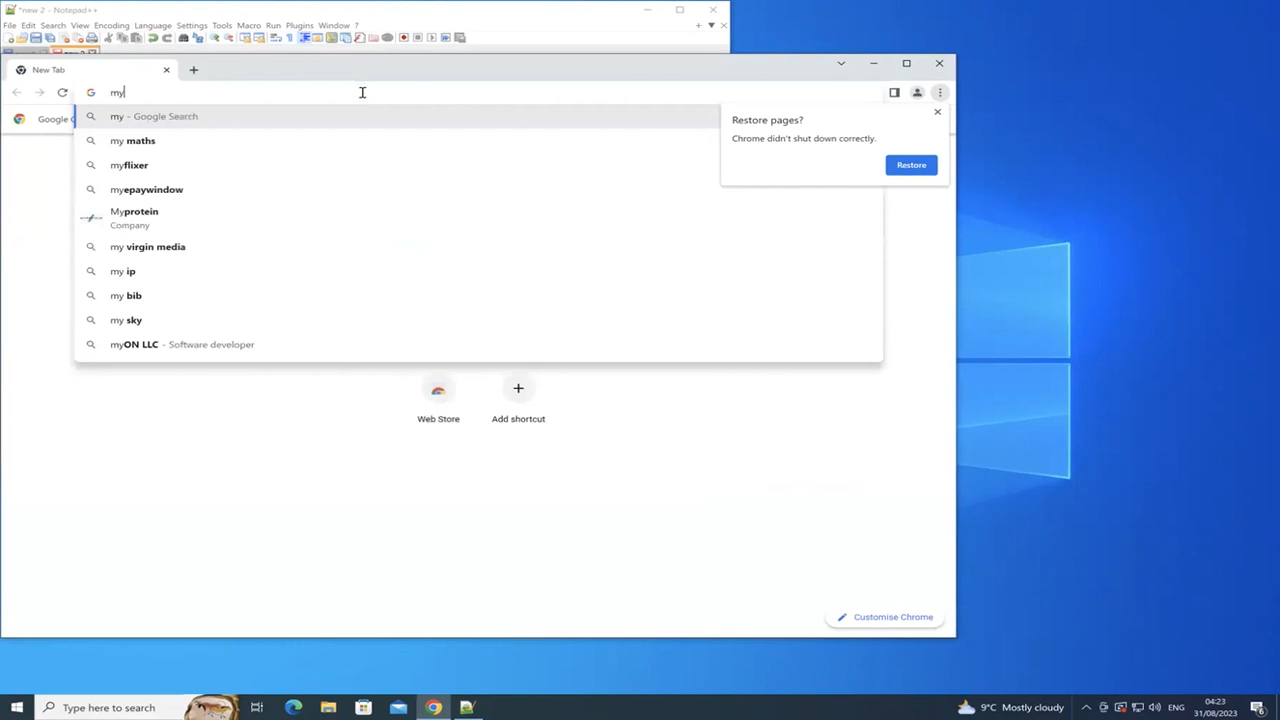 *new 2 - Notepad++
File Edit Search View Encoding Language Settings Tools Macro Run Plugins Window ?
New Tab
my
my - Google Search
Google
Restore pages?
Chrome didn't shut down correctly.
Restore
my maths
myflixer
myepaywindow
Myprotein
Company
my virgin media
my ip
my bib
my sky
myON LLC - Software developer
Web Store
Add shortcut
Customise Chrome
Type here to search
9°C Mostly cloudy
ENG
04:23
31/08/2023
6